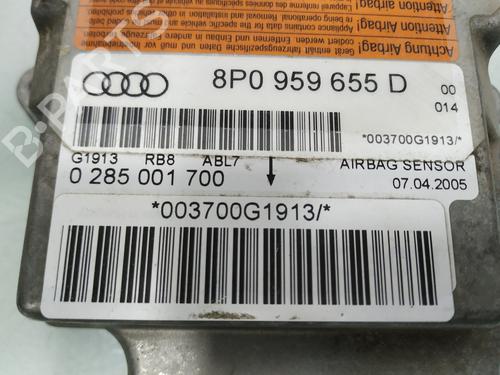 Achtung Airbag!
Attention Airbag!
8P0 959 655 D
00
014
*003700G1913/*
G1913 RB8 ABL7
AIRBAG SENSOR
0 285 001 700
07.04.2005
*003700G1913/*
B-PARTS